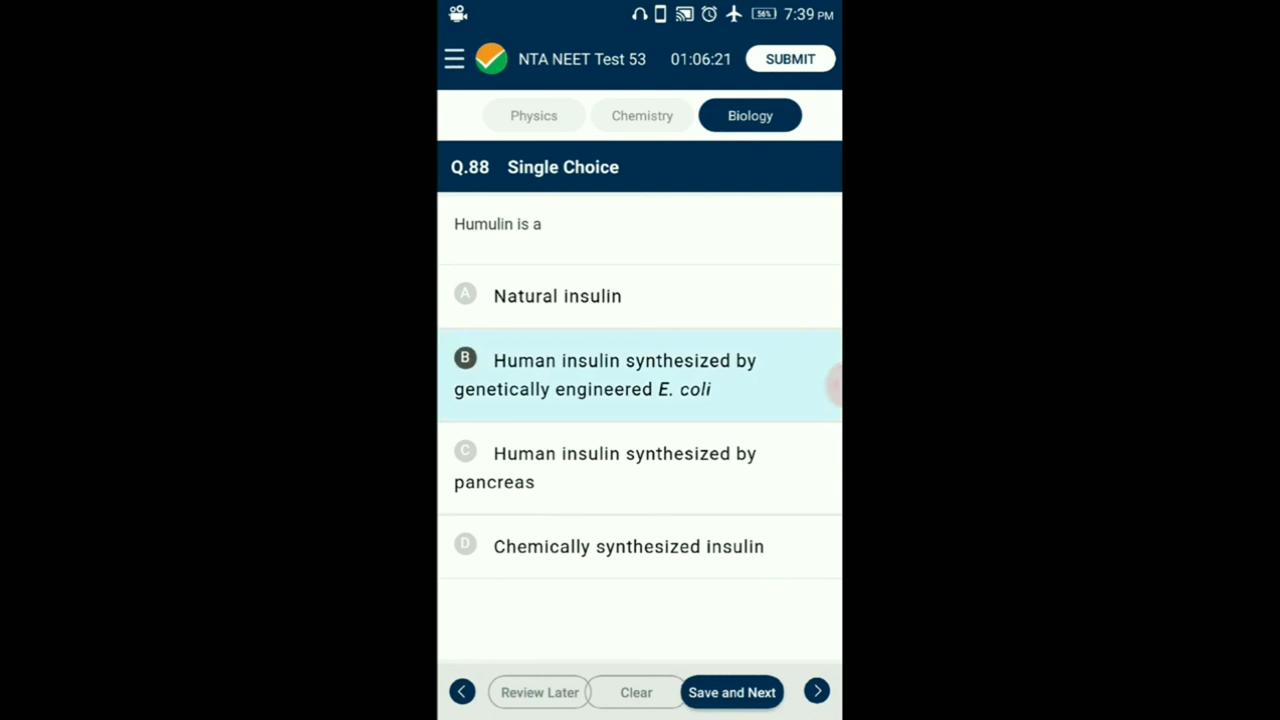 56% 7:39 PM
NTA NEET Test 53 01:06:21 SUBMIT
Physics Chemistry Biology
Q.88 Single Choice
Humulin is a
A Natural insulin
B Human insulin synthesized by
genetically engineered E. coli
C Human insulin synthesized by
pancreas
D Chemically synthesized insulin
Review Later Clear Save and Next